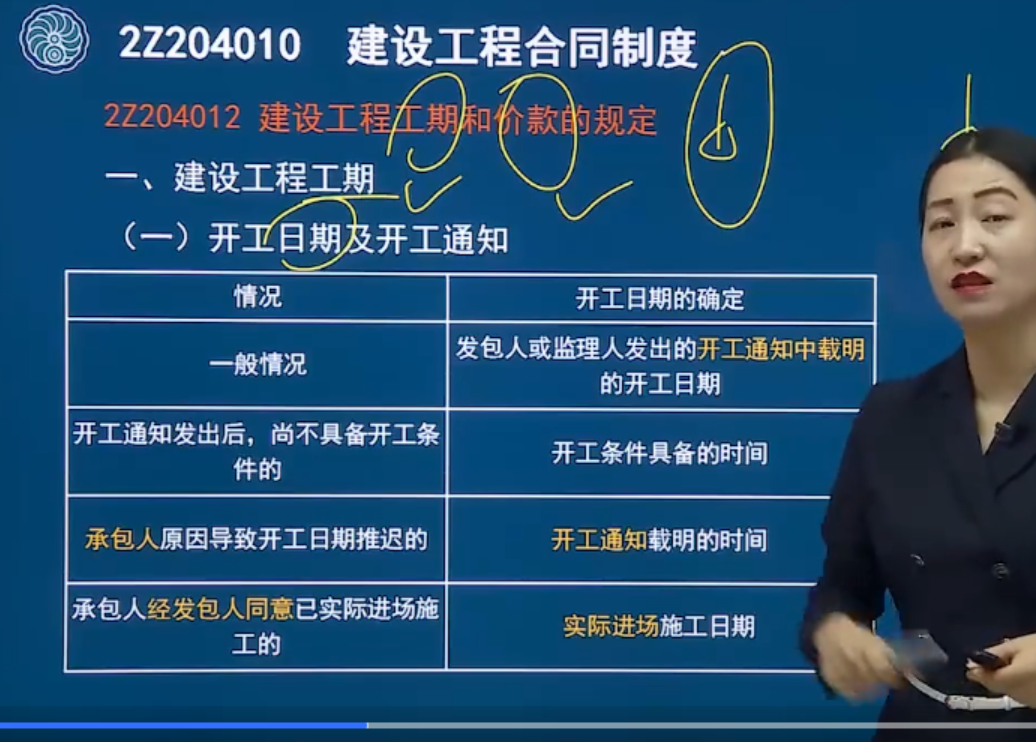 2Z204010 建设工程合同制度
2Z204012 建设工程工期和价款的规定
一、建设工程工期
（一）开工日期及开工通知
情况
开工日期的确定
一般情况
发包人或监理人发出的开工通知中载明
的开工日期
开工通知发出后，尚不具备开工条
件的
开工条件具备的时间
承包人原因导致开工日期推迟的
开工通知载明的时间
承包人经发包人同意已实际进场施
工的
实际进场施工日期